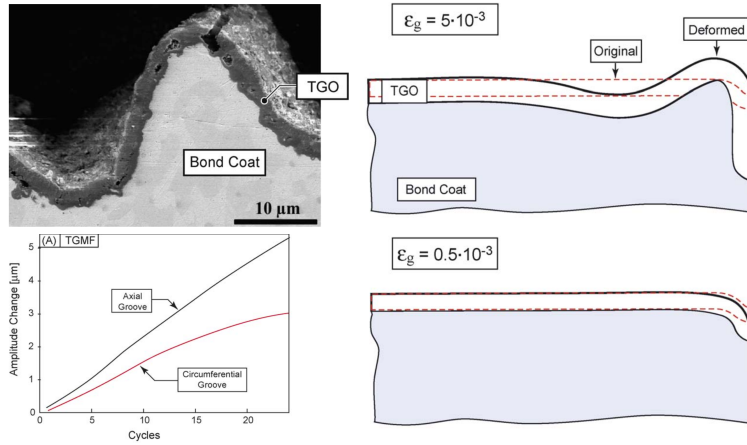 TGO
Bond Coat
10 μm
(A) TGMF
Amplitude Change [μm]
5
4
3
2
1
0
Axial
Groove
Circumferential
Groove
0
5
10
15
20
Cycles
εg = 5·10-3
Original
Deformed
TGO
Bond Coat
εg = 0.5·10-3